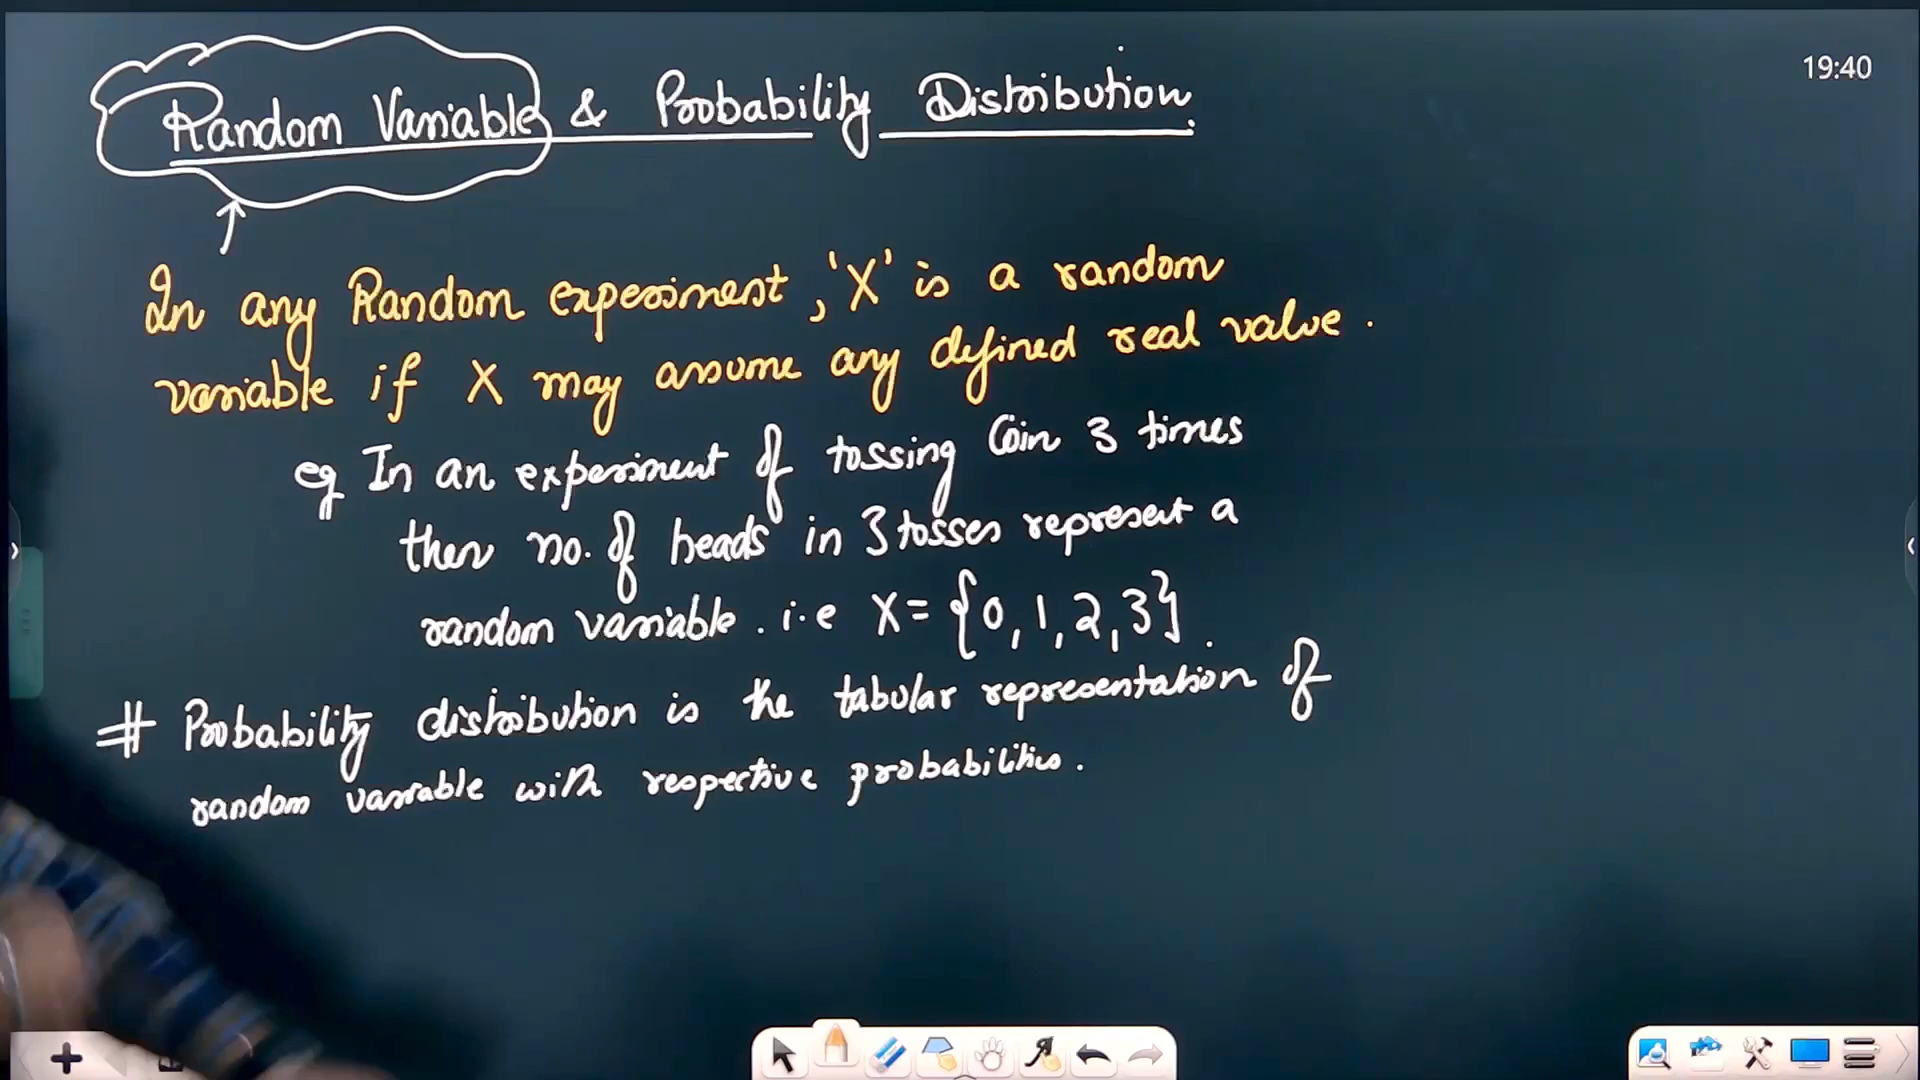 19:40
Random Variable & Probability Distribution.
In any Random experiment, 'X' is a random
variable if X may assume any defined real value.
eg In an experiment of tossing Coin 3 times
then no. of heads in 3 tosses represent a
random variable. i.e X = {0, 1, 2, 3}.
# Probability distribution is the tabular representation of
random variable with respective probabilities.